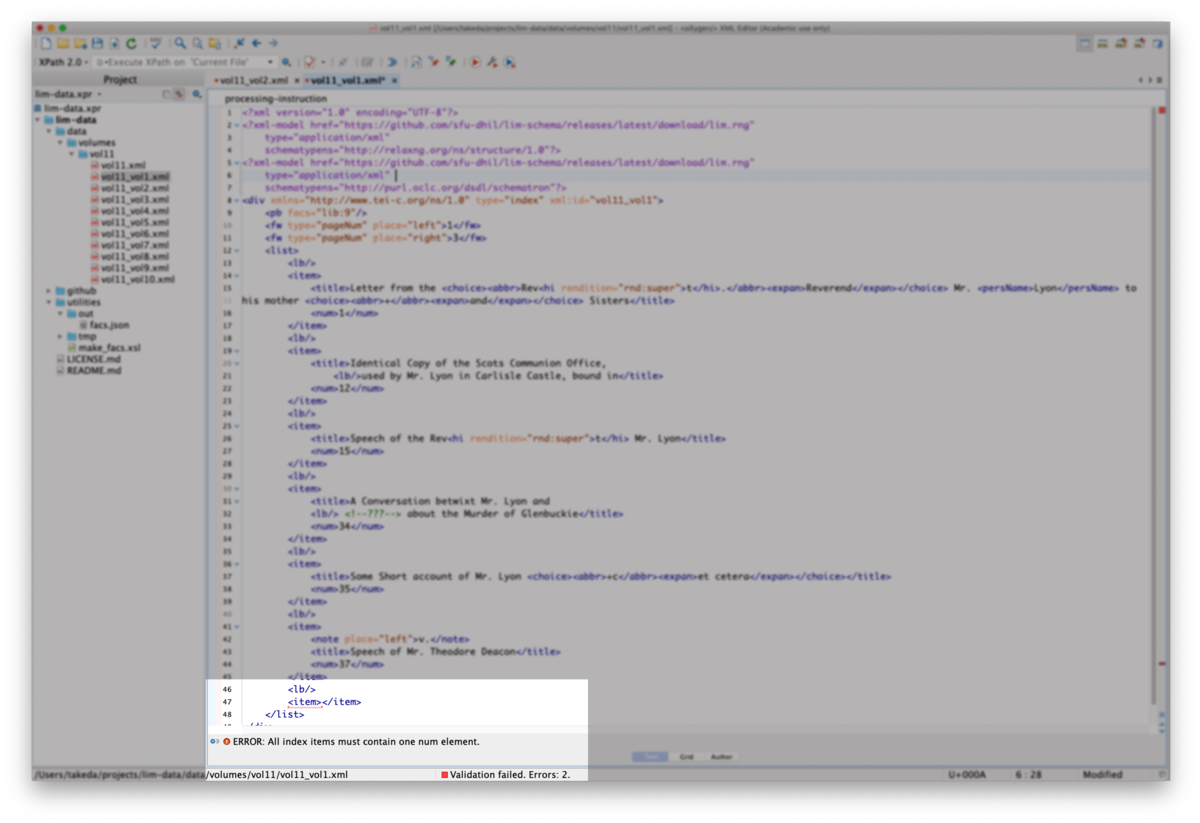 vol11_vol1.xml [/Users/takeda/projects/lim-data/data/volumes/vol11/vol11_vol1.xml] - <oXygen/> XML Editor (Academic use only)
XPath 2.0 Execute XPath on 'Current File'
Project
vol11_vol2.xml × vol11_vol1.xml* ×
lim-data.xpr
processing-instruction
lim-data.xpr
lim-data
data
volumes
vol11
vol11.xml
vol11_vol1.xml
vol11_vol2.xml
vol11_vol3.xml
vol11_vol4.xml
vol11_vol5.xml
vol11_vol6.xml
vol11_vol7.xml
vol11_vol8.xml
vol11_vol9.xml
vol11_vol10.xml
github
utilities
out
facs.json
tmp
make_facs.xsl
LICENSE.md
README.md
1 <?xml version="1.0" encoding="UTF-8"?>
2 <?xml-model href="https://github.com/sfu-dhil/lim-schema/releases/latest/download/lim.rng"
3 type="application/xml"
4 schematypens="http://relaxng.org/ns/structure/1.0"?>
5 <?xml-model href="https://github.com/sfu-dhil/lim-schema/releases/latest/download/lim.rng"
6 type="application/xml"
7 schematypens="http://purl.oclc.org/dsdl/schematron"?>
8 <div xmlns="http://www.tei-c.org/ns/1.0" type="index" xml:id="vol11_vol1">
9 <pb facs="lib:9"/>
10 <fw type="pageNum" place="left">1</fw>
11 <fw type="pageNum" place="right">3</fw>
12 <list>
13 <lb/>
14 <item>
15 <title>Letter from the <choice><abbr>Rev<hi rendition="rnd:super">t</hi>.</abbr><expan>Reverend</expan></choice> Mr. <persName>Lyon</persName> to
his mother <choice><abbr>+</abbr><expan>and</expan></choice> Sisters</title>
16 <num>1</num>
17 </item>
18 <lb/>
19 <item>
20 <title>Identical Copy of the Scots Communion Office,
21 <lb/>used by Mr. Lyon in Carlisle Castle, bound in</title>
22 <num>12</num>
23 </item>
24 <lb/>
25 <item>
26 <title>Speech of the Rev<hi rendition="rnd:super">t</hi> Mr. Lyon</title>
27 <num>15</num>
28 </item>
29 <lb/>
30 <item>
31 <title>A Conversation betwixt Mr. Lyon and
32 <lb/> <!--???--> about the Murder of Glenbuckie</title>
33 <num>34</num>
34 </item>
35 <lb/>
36 <item>
37 <title>Some Short account of Mr. Lyon <choice><abbr>+c</abbr><expan>et cetera</expan></choice></title>
38 <num>35</num>
39 </item>
40 <lb/>
41 <item>
42 <note place="left">v.</note>
43 <title>Speech of Mr. Theodore Deacon</title>
44 <num>37</num>
45 </item>
46 <lb/>
47 <item></item>
48 </list>
ERROR: All index items must contain one num element.
Text Grid Author
/Users/takeda/projects/lim-data/data/volumes/vol11/vol11_vol1.xml Validation failed. Errors: 2. U+000A 6 : 28 Modified